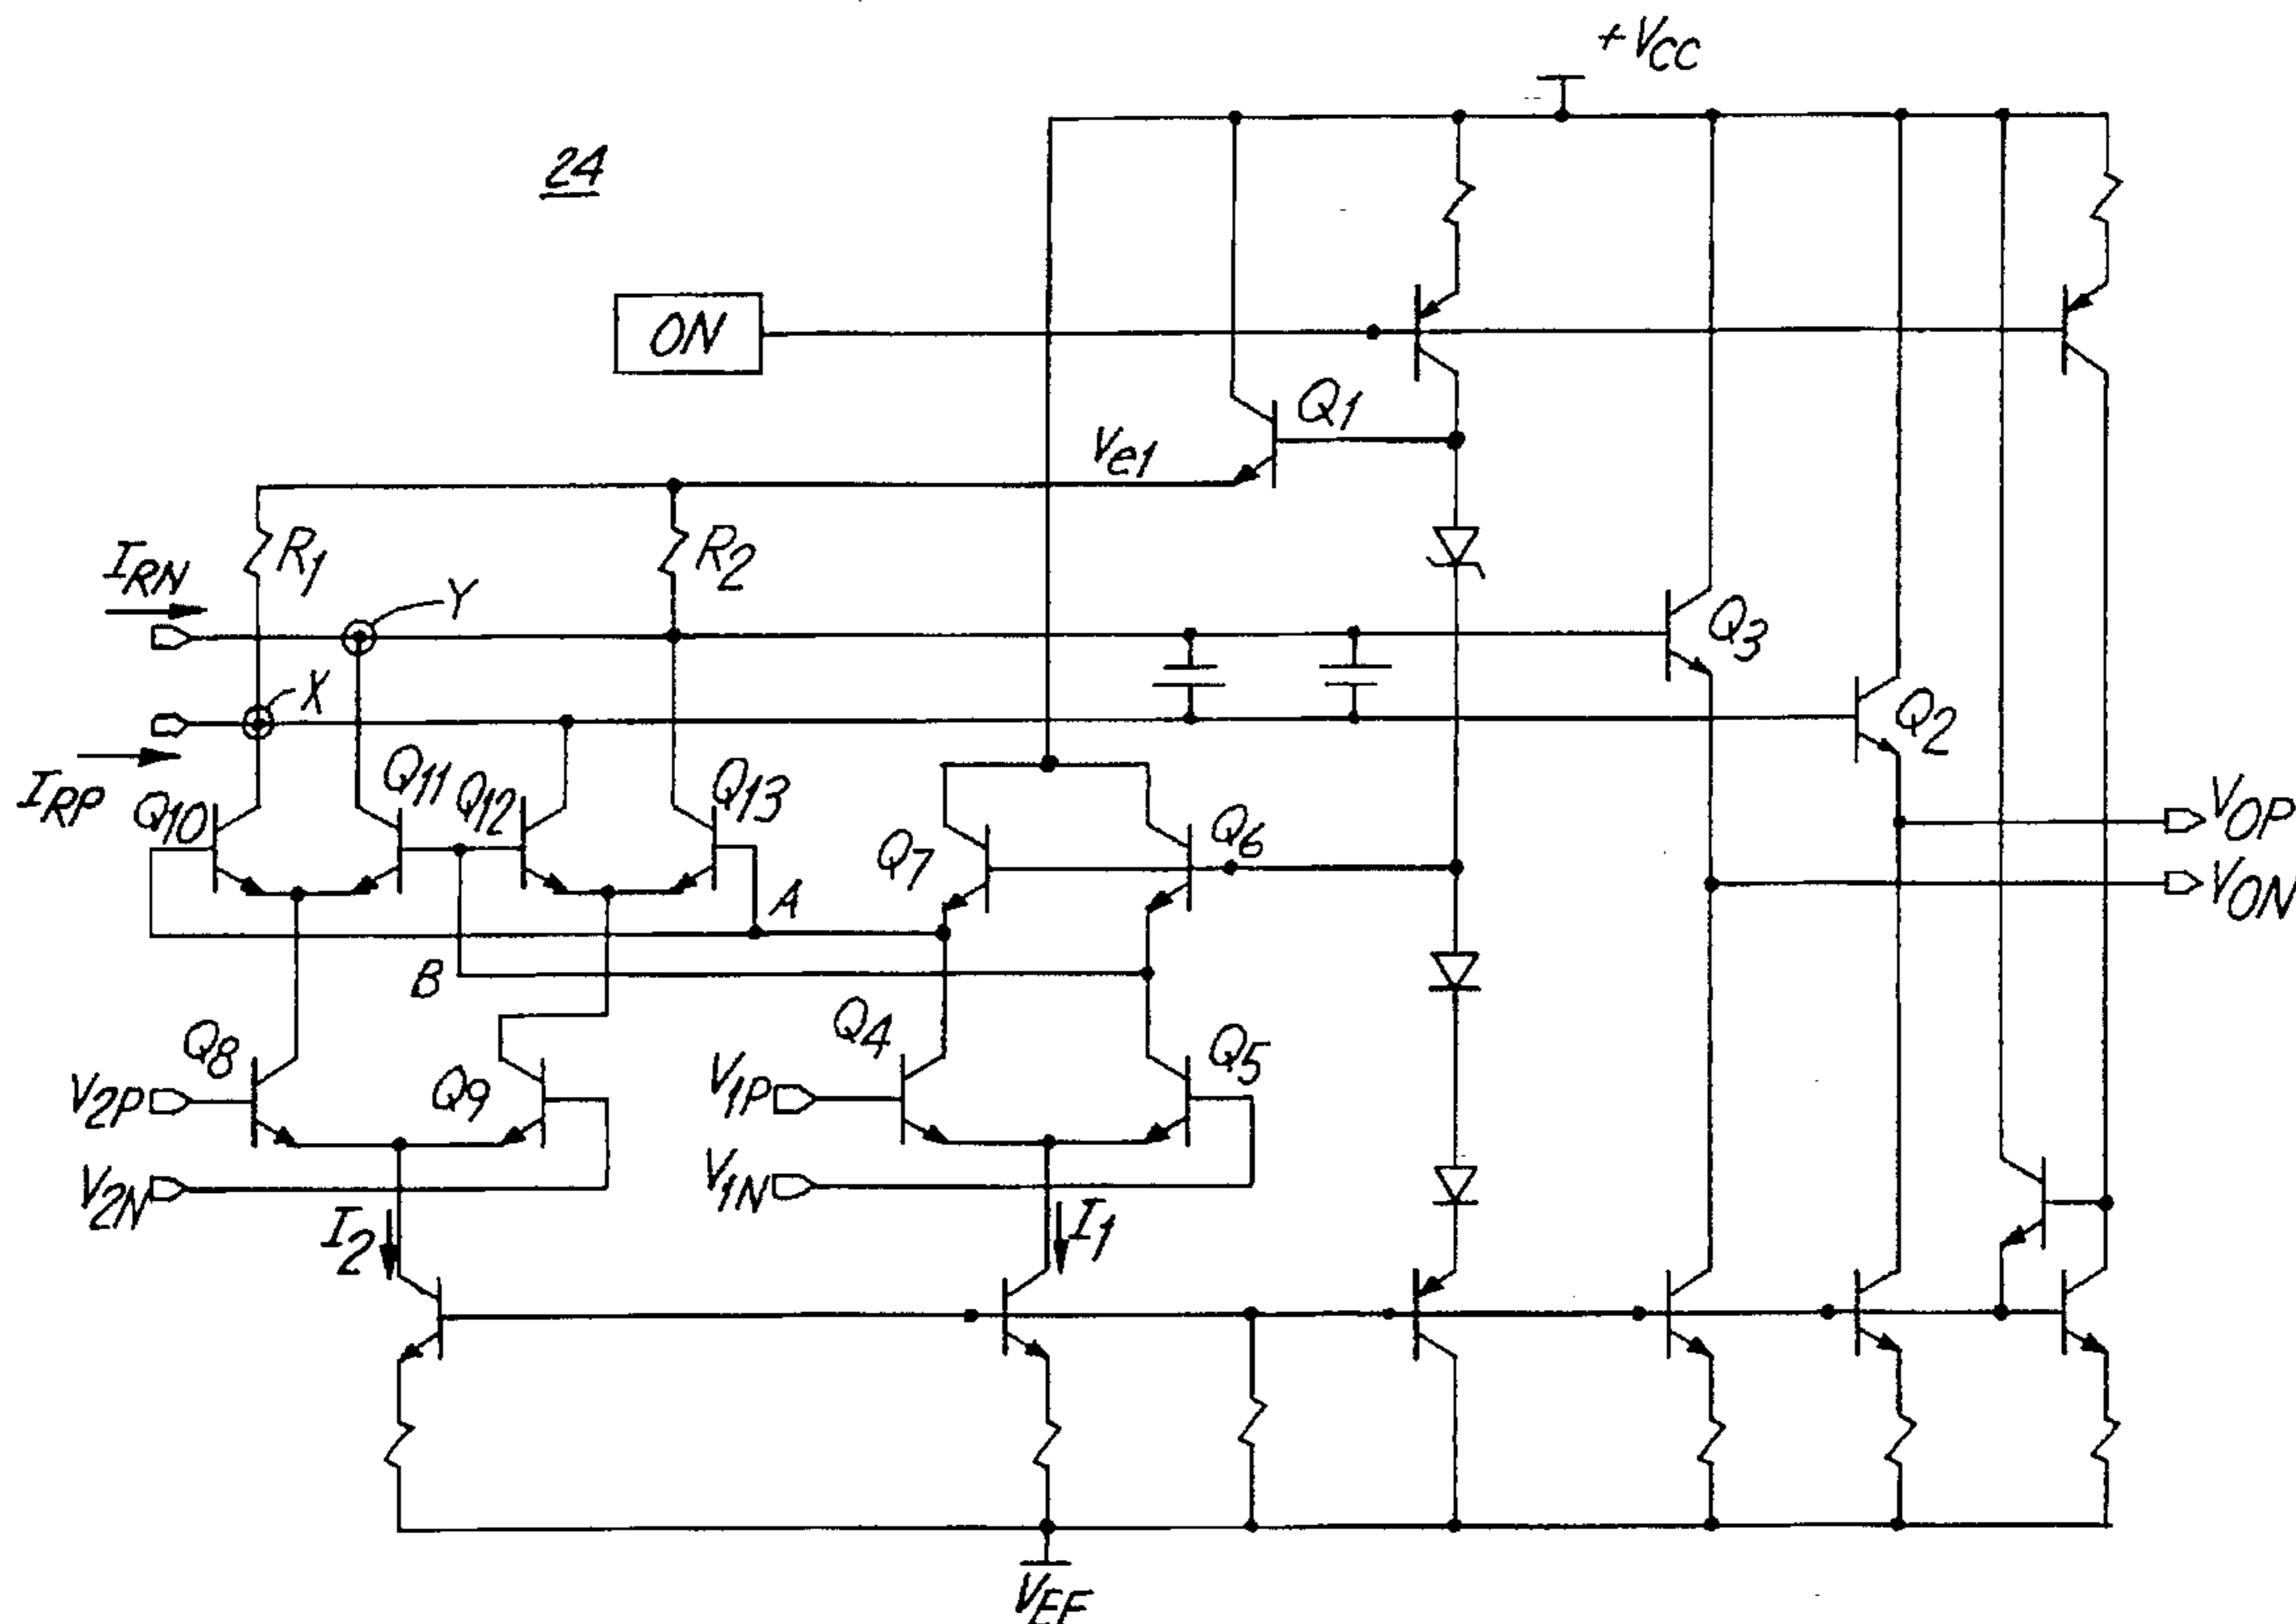 +VCC
24
ON
Q1
Ve1
R1
R2
IRN
Y
Q3
X
Q2
IRP
Q10
Q11
Q12
Q13
Q7
Q6
VOP
VON
A
B
Q8
Q9
Q4
Q5
V2P
V1P
V2N
V1N
I2
I1
VEE